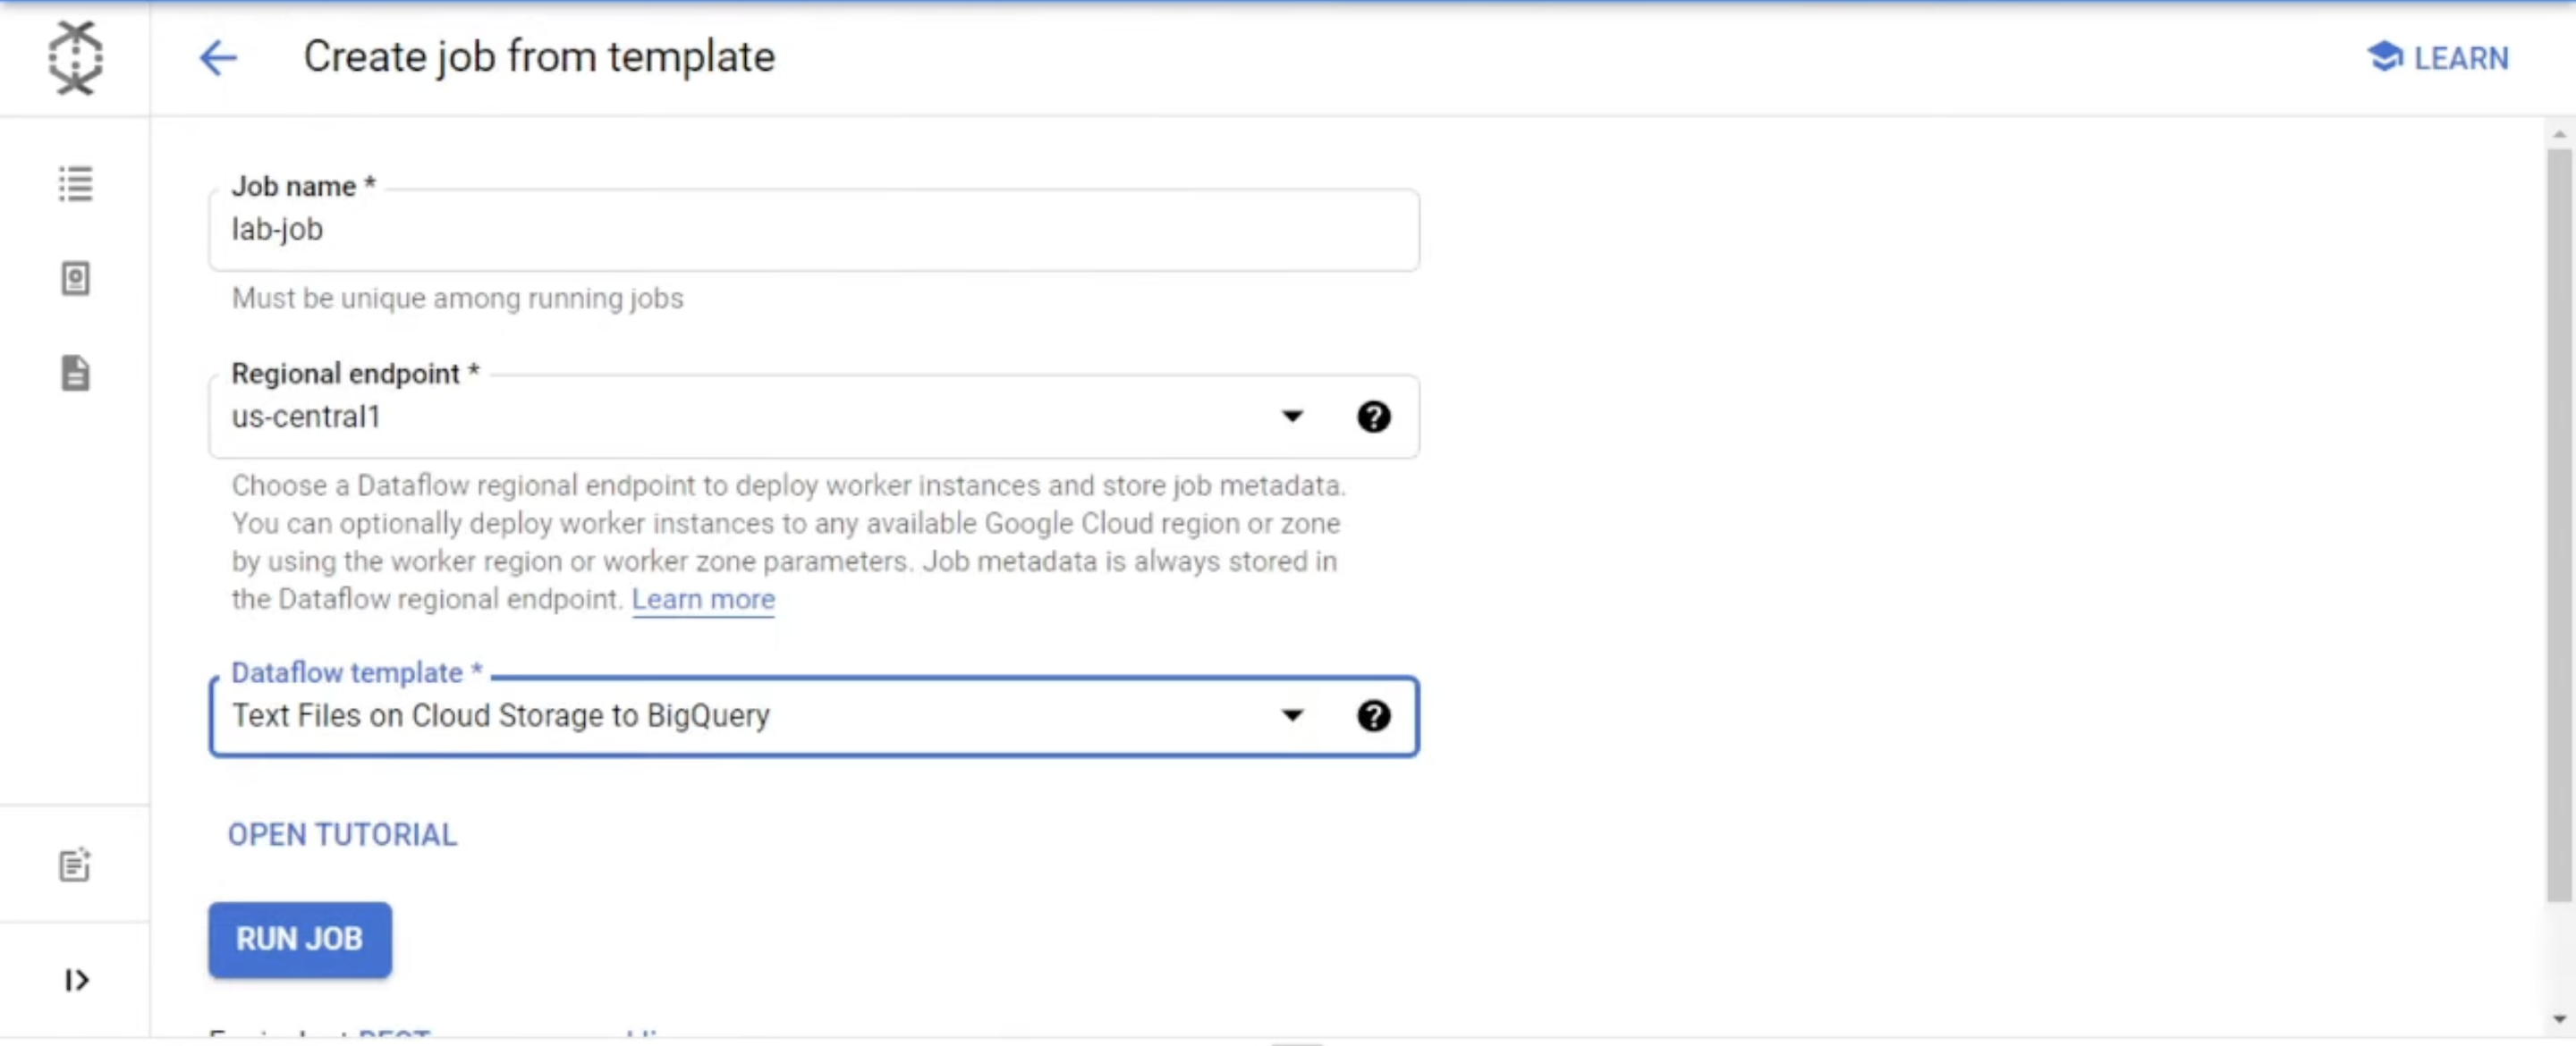 Create job from template
LEARN
Job name *
lab-job
Must be unique among running jobs
Regional endpoint *
us-central1
Choose a Dataflow regional endpoint to deploy worker instances and store job metadata.
You can optionally deploy worker instances to any available Google Cloud region or zone
by using the worker region or worker zone parameters. Job metadata is always stored in
the Dataflow regional endpoint. Learn more
Dataflow template *
Text Files on Cloud Storage to BigQuery
OPEN TUTORIAL
RUN JOB